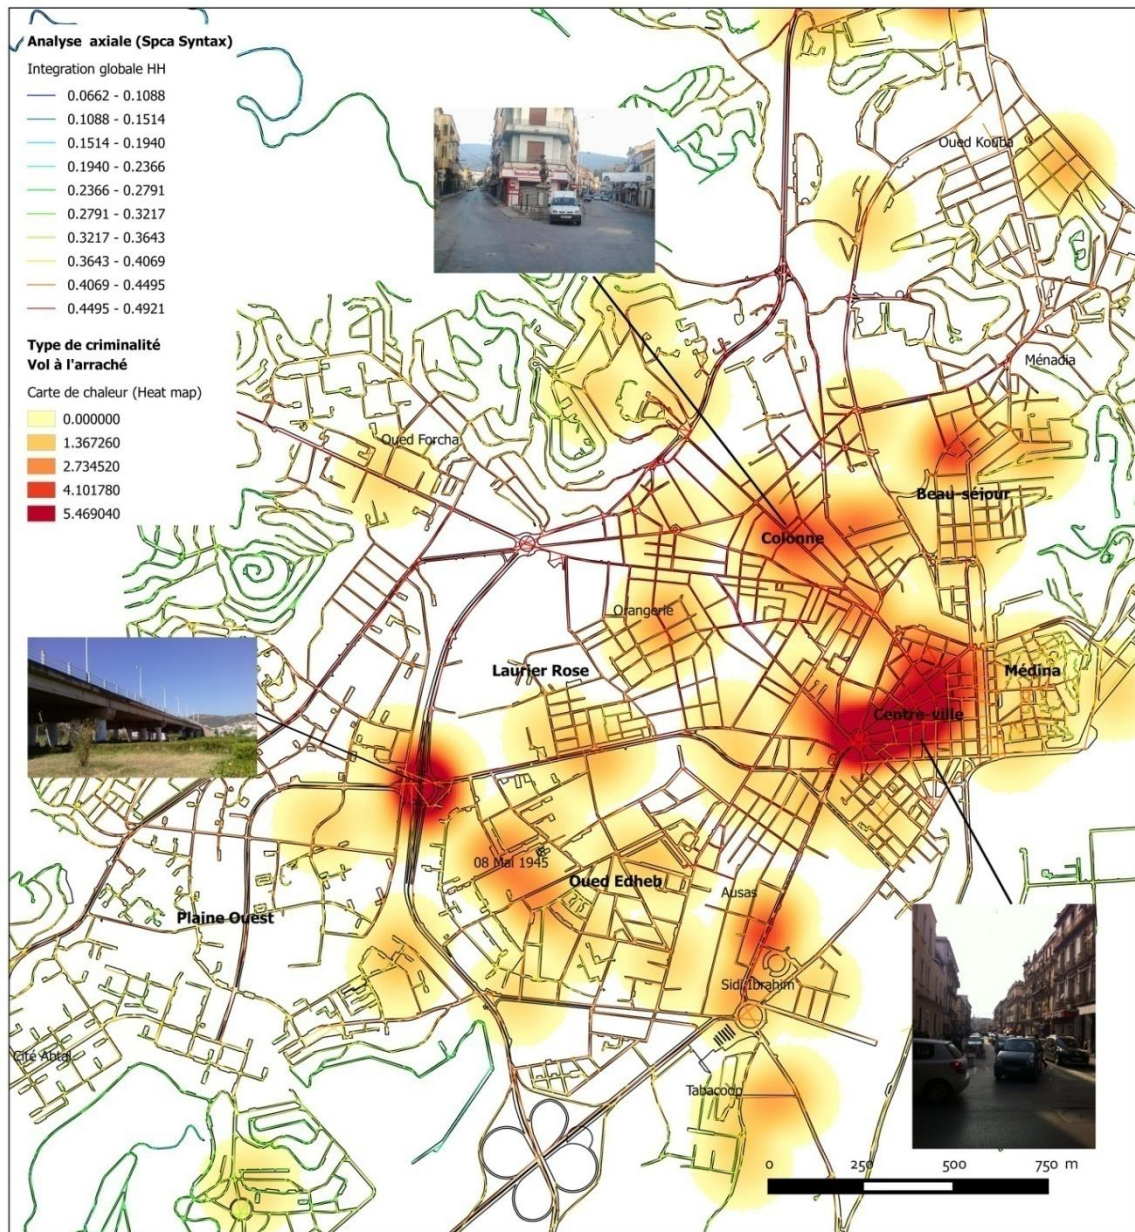 Analyse axiale (Spca Syntax)
Integration globale HH
0.0662 - 0.1088
0.1088 - 0.1514
0.1514 - 0.1940
0.1940 - 0.2366
0.2366 - 0.2791
0.2791 - 0.3217
0.3217 - 0.3643
0.3643 - 0.4069
0.4069 - 0.4495
0.4495 - 0.4921
Type de criminalité
Vol à l'arraché
Carte de chaleur (Heat map)
0.000000
1.367260
2.734520
4.101780
5.469040
Oued Kouba
Ménadia
Oued Forcha
Beau-séjour
Colonne
Orangerie
Laurier Rose
Médina
Centre-ville
08 Mai 1945
Oued Edheb
Ausas
Plaine Ouest
Sidi Ibrahim
Cité Abtal
Tabacoop
0 250 500 750 m